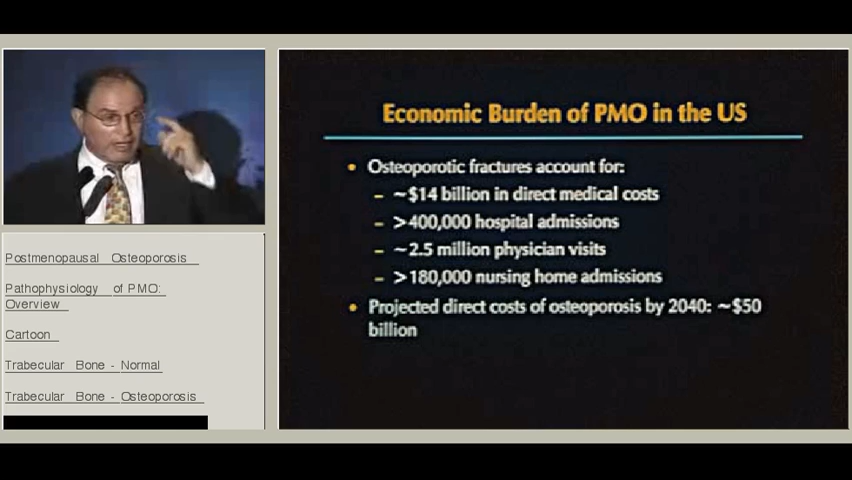 Economic Burden of PMO in the US
• Osteoporotic fractures account for:
– ~$14 billion in direct medical costs
– >400,000 hospital admissions
– ~2.5 million physician visits
– >180,000 nursing home admissions
• Projected direct costs of osteoporosis by 2040: ~$50
billion
Postmenopausal Osteoporosis
Pathophysiology of PMO:
Overview
Cartoon
Trabecular Bone - Normal
Trabecular Bone - Osteoporosis